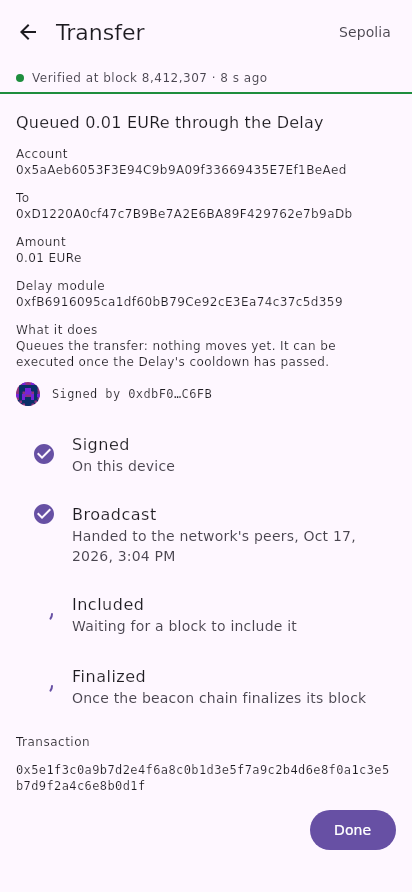 Transfer
Sepolia
Verified at block 8,412,307 · 8 s ago
Queued 0.01 EURe through the Delay
Account
0x5aAeb6053F3E94C9b9A09f33669435E7Ef1BeAed
To
0xD1220A0cf47c7B9Be7A2E6BA89F429762e7b9aDb
Amount
0.01 EURe
Delay module
0xfB6916095ca1df60bB79Ce92cE3Ea74c37c5d359
What it does
Queues the transfer: nothing moves yet. It can be
executed once the Delay's cooldown has passed.
Signed by 0xdbF0…C6FB
Signed
On this device
Broadcast
Handed to the network's peers, Oct 17,
2026, 3:04 PM
Included
Waiting for a block to include it
Finalized
Once the beacon chain finalizes its block
Transaction
0x5e1f3c0a9b7d2e4f6a8c0b1d3e5f7a9c2b4d6e8f0a1c3e5
b7d9f2a4c6e8b0d1f
Done